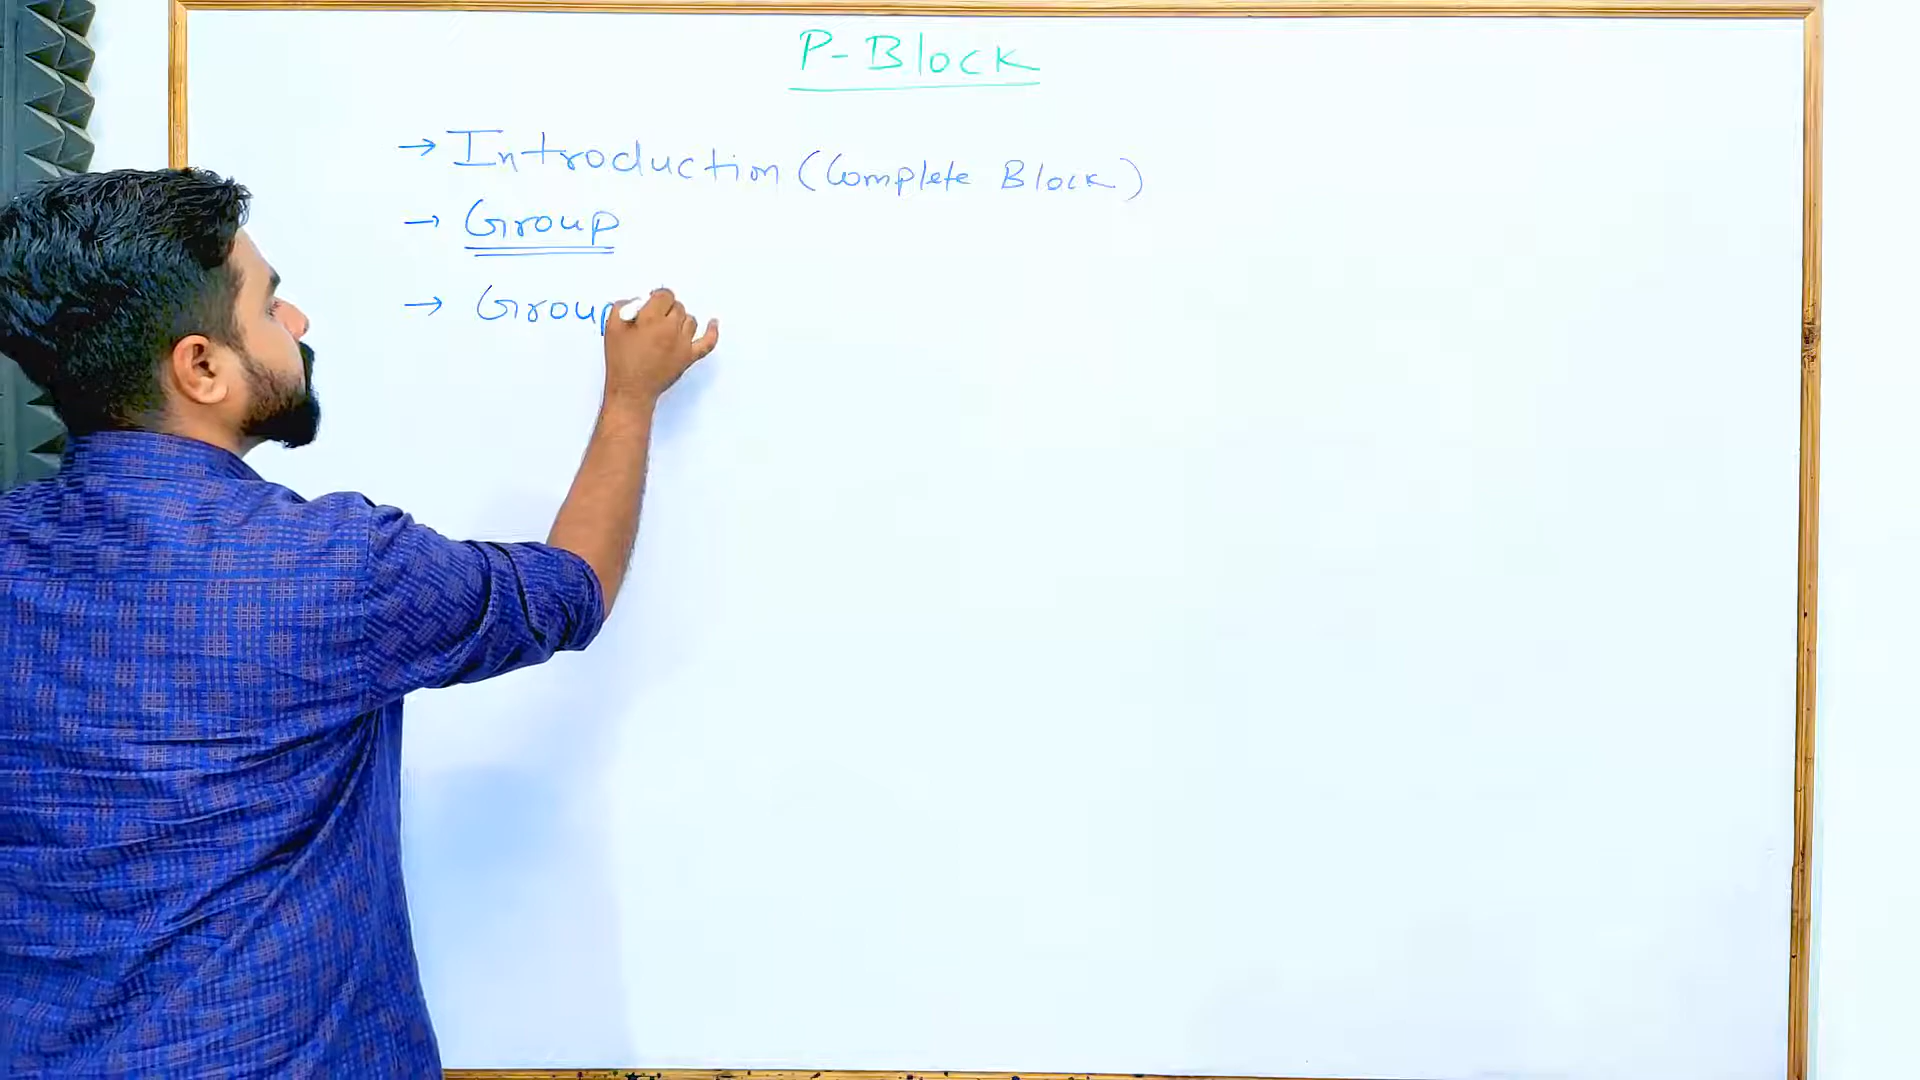 P-Block
→ Introduction (Complete Block)
→ Group
→ Group